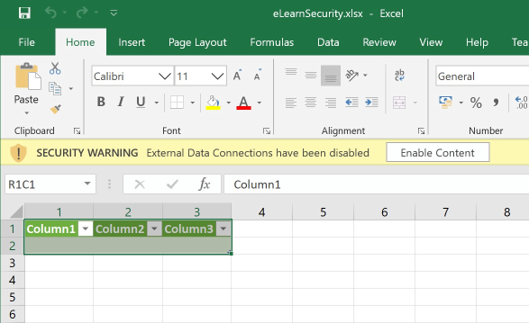 eLearnSecurity.xlsx - Excel
File Home Insert Page Layout Formulas Data Review View Help Tea
Calibri 11 A A ab General
Paste B I U A % ,
Clipboard Font Alignment Number
SECURITY WARNING External Data Connections have been disabled Enable Content
R1C1 fx Column1
1 2 3 4 5 6 7 8
1 Column1 Column2 Column3
2
3
4
5
6